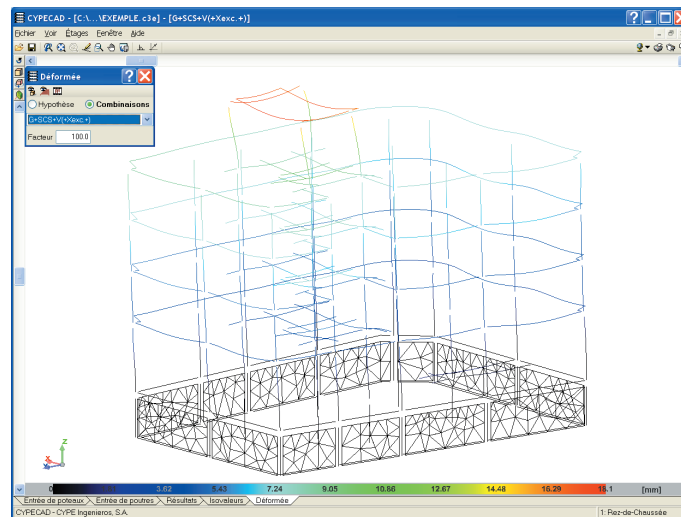 CYPECAD - [C:\...\EXEMPLE.c3e] - [G+SCS+V(+Xexc.+)]
Fichier Voir Étages Fenêtre Aide
Déformée
Hypothèse Combinaisons
G+SCS+V(+Xexc.+)
Facteur 100.0
Z
X
0 3.62 5.43 7.24 9.05 10.86 12.67 14.48 16.29 18.1 [mm]
Entrée de poteaux Entrée de poutres Résultats Isovaleurs Déformée
CYPECAD - CYPE Ingenieros, S.A. 1: Rez-de-Chaussée